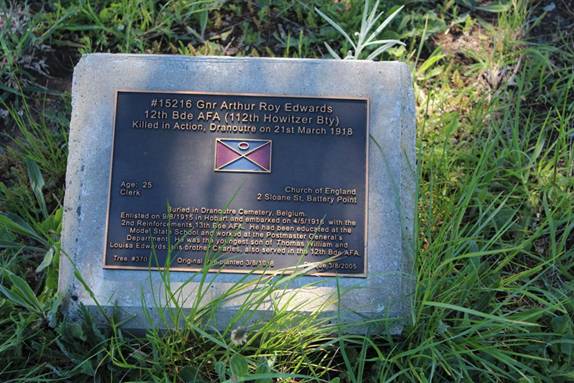 #15216 Gnr Arthur Roy Edwards
12th Bde AFA (112th Howitzer Bty)
Killed in Action, Dranoutre on 21st March 1918
Age: 25
Clerk
Church of England
2 Sloane St, Battery Point
Buried in Dranoutre Cemetery, Belgium.
Enlisted on 9/8/1915 in Hobart and embarked on 4/5/1916 with the
2nd Reinforcements, 13th Bde AFA. He had been educated at the
Model State School and worked at the Postmaster General's
Department. He was the youngest son of Thomas William and
Louisa Edwards. His brother Charles, also served in the 12th Bde AFA.
Tree #370
Original planted 3/8/1918
3/8/2005